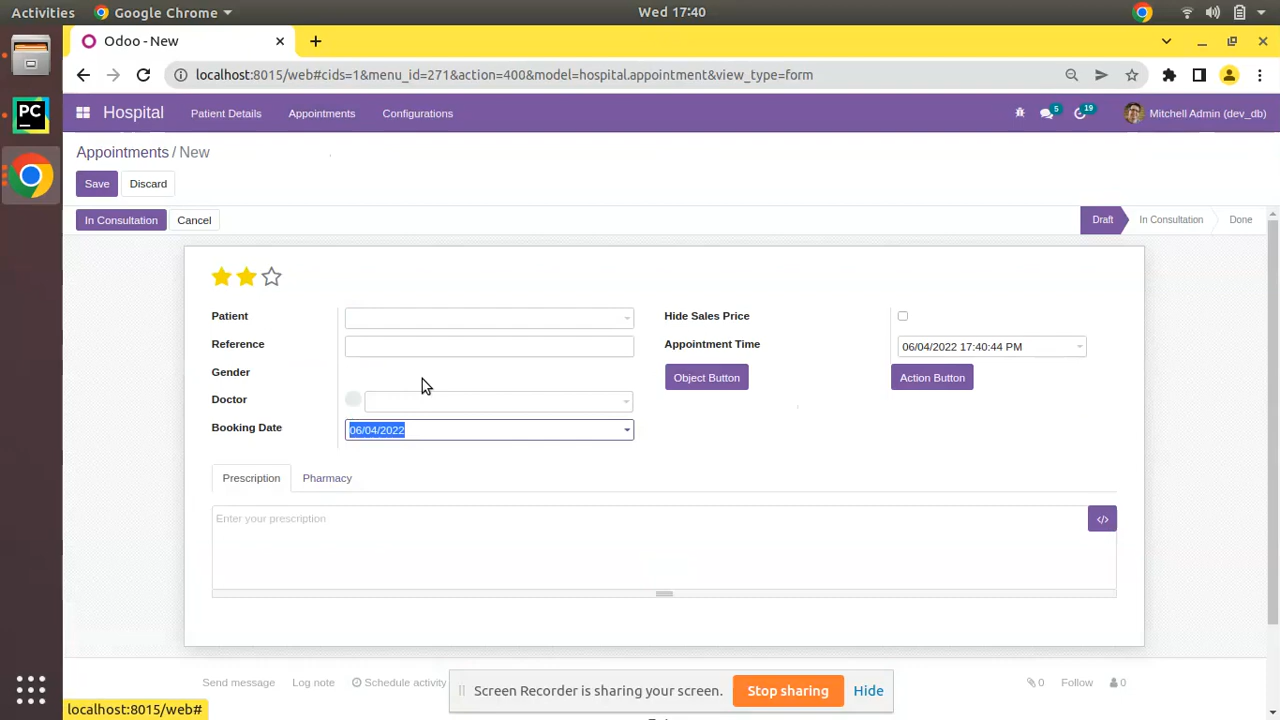 Activities Google Chrome Wed 17:40
Odoo - New
localhost:8015/web#cids=1&menu_id=271&action=400&model=hospital.appointment&view_type=form
PC
Hospital Patient Details Appointments Configurations 5 19 Mitchell Admin (dev_db)
Appointments / New
Save Discard
In Consultation Cancel Draft In Consultation Done
Patient Hide Sales Price
Reference Appointment Time 06/04/2022 17:40:44 PM
Gender Object Button Action Button
Doctor
Booking Date 06/04/2022
Prescription Pharmacy
Enter your prescription </>
Send message Log note Schedule activity 0 Follow 0
Screen Recorder is sharing your screen. Stop sharing Hide
localhost:8015/web#